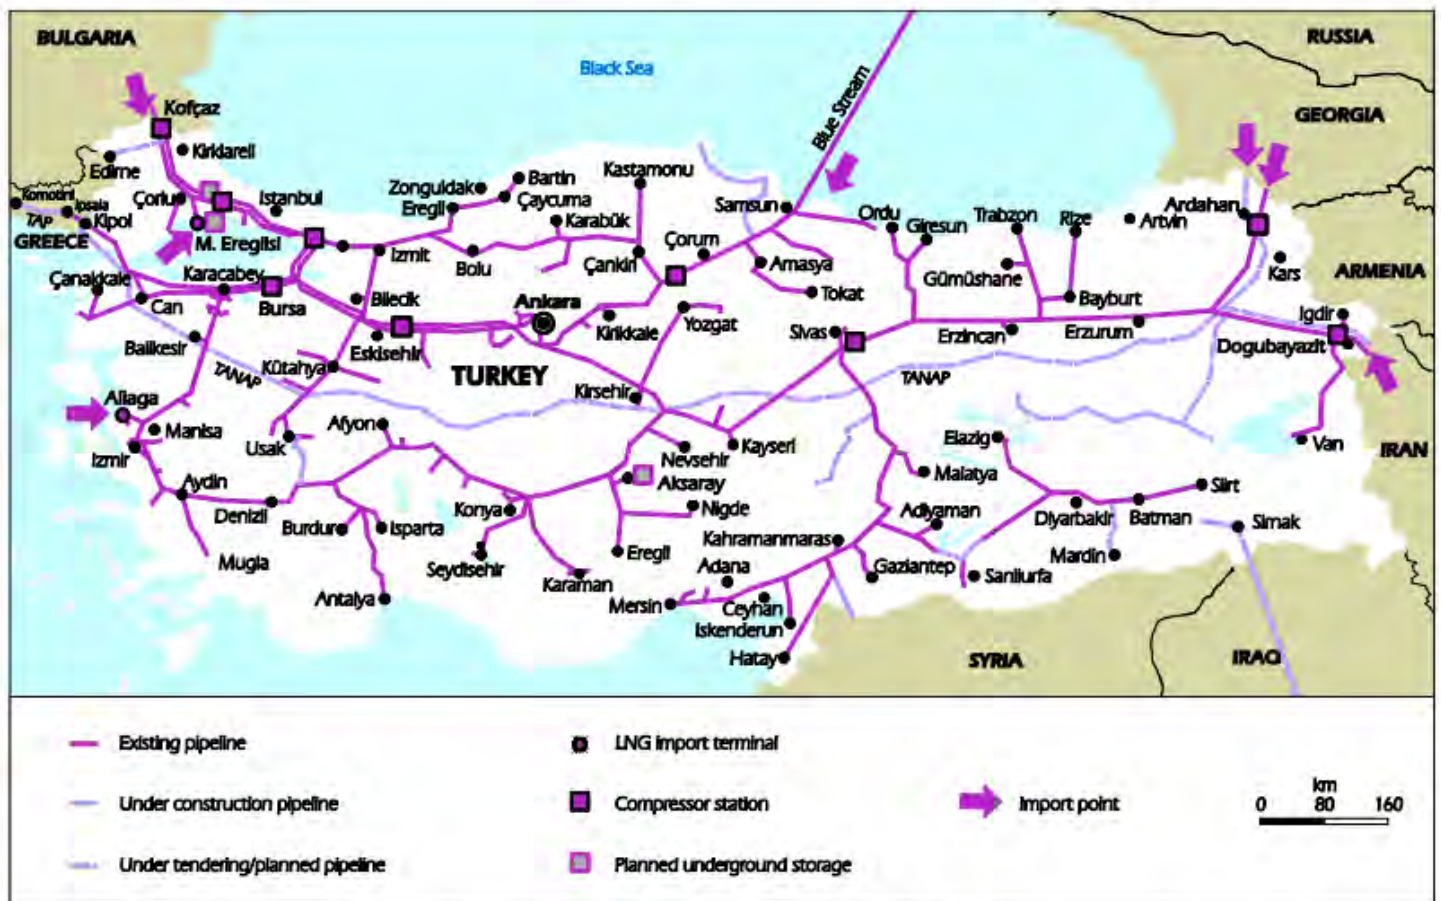 BULGARIA
RUSSIA
Black Sea
Blue Stream
GEORGIA
Kofçaz
Kirklareli
Edirne
Kastamonu
Bartin
Zonguldak
Çaycuma
Eregli
Karabük
Komotini
Ipsala
TAP
Kipoi
GREECE
Çorlu
Istanbul
M. Ereglisi
Samsun
Ordu
Giresun
Trabzon
Rize
Artvin
Ardahan
Kars
ARMENIA
Izmit
Bolu
Çankiri
Çorum
Amasya
Tokat
Gümüshane
Bayburt
Çanakkale
Karacabey
Can
Bursa
Bilecik
Ankara
Kirikkale
Yozgat
Sivas
Erzincan
Erzurum
Igdir
Dogubayazit
Balikesir
Eskisehir
Kütahya
TANAP
TURKEY
Kirsehir
TANAP
Aliaga
Manisa
Izmir
Usak
Afyon
Nevsehir
Kayseri
Elazig
Van
IRAN
Aydin
Denizli
Burdur
Isparta
Konya
Aksaray
Nigde
Malatya
Adiyaman
Siirt
Diyarbakir
Batman
Sirnak
Mugla
Seydisehir
Karaman
Eregli
Kahramanmaras
Adana
Gaziantep
Sanliurfa
Mardin
Antalya
Mersin
Ceyhan
Iskenderun
Hatay
SYRIA
IRAQ
Existing pipeline
LNG import terminal
km
Under construction pipeline
Compressor station
Import point
0 80 160
Under tendering/planned pipeline
Planned underground storage